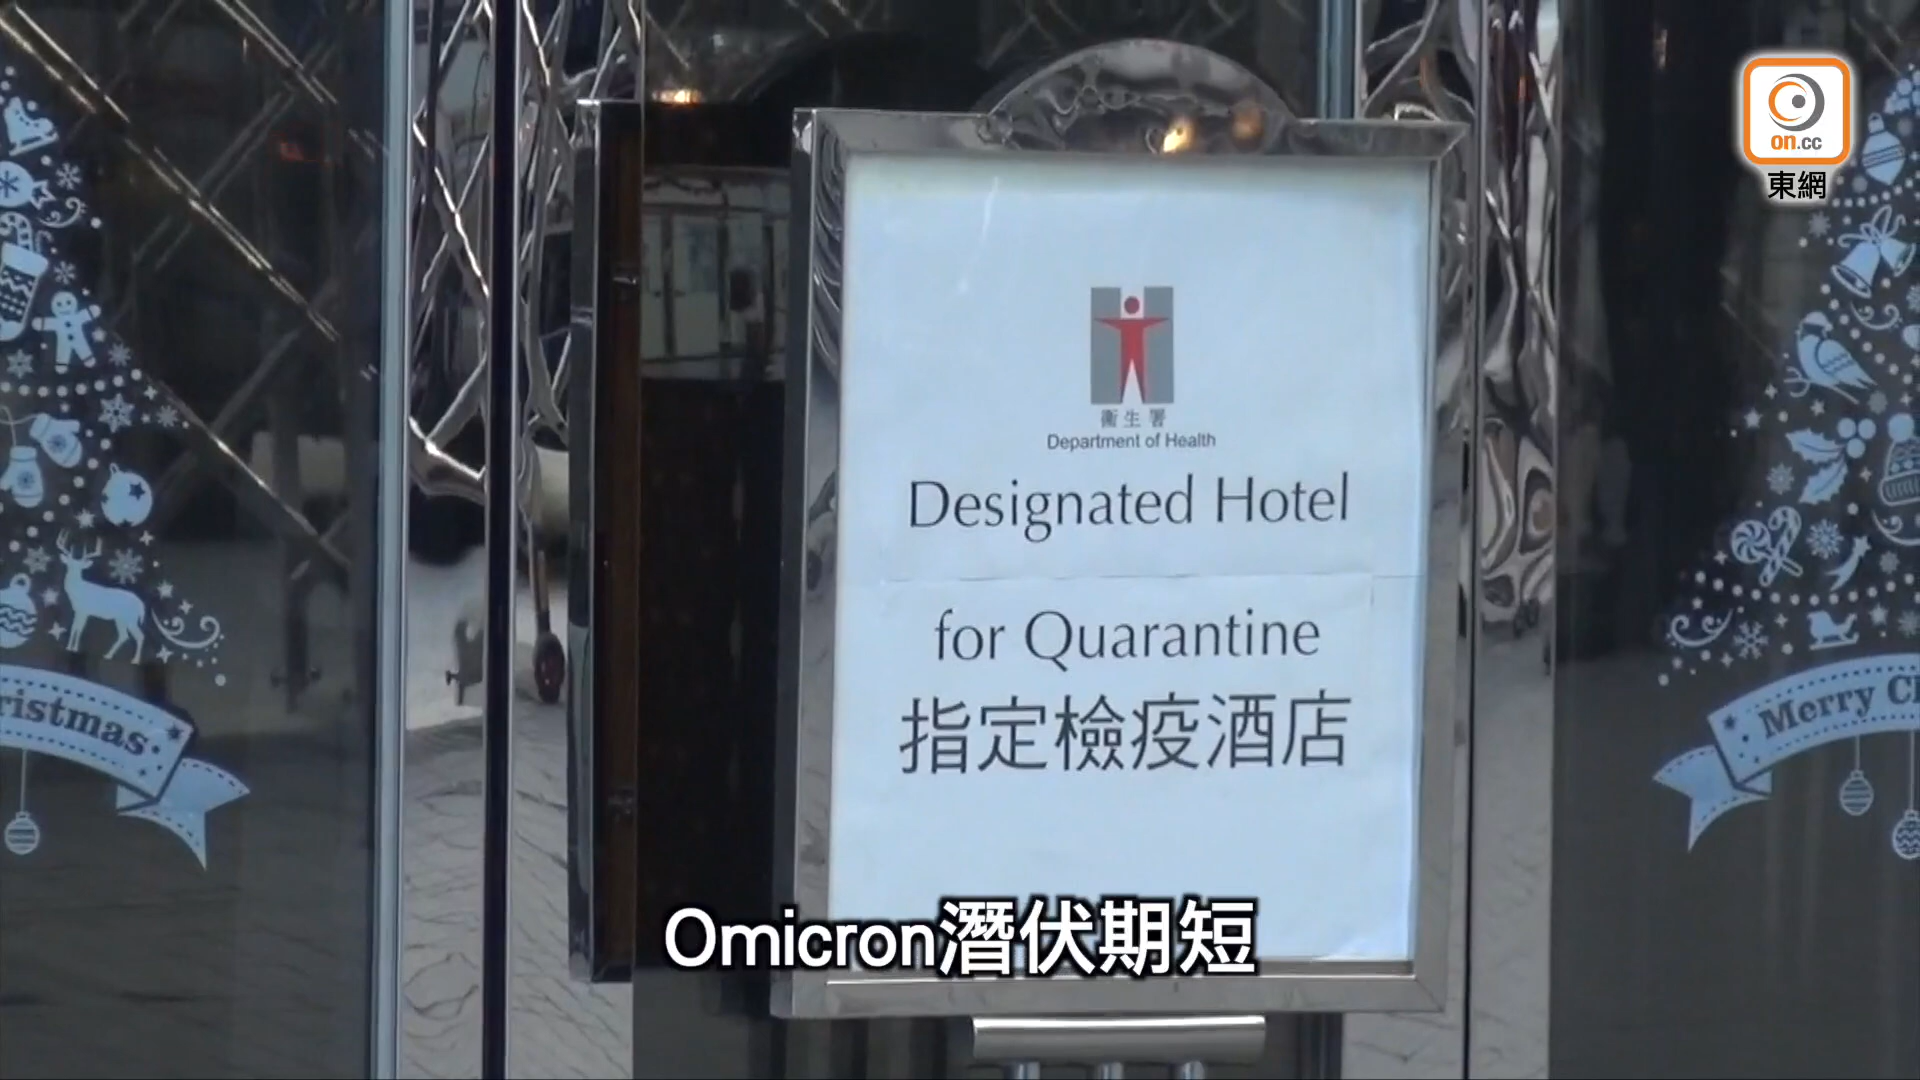 on.cc
東網
衞生署
Department of Health
Designated Hotel
for Quarantine
指定檢疫酒店
ristmas
Merry C
Omicron潛伏期短